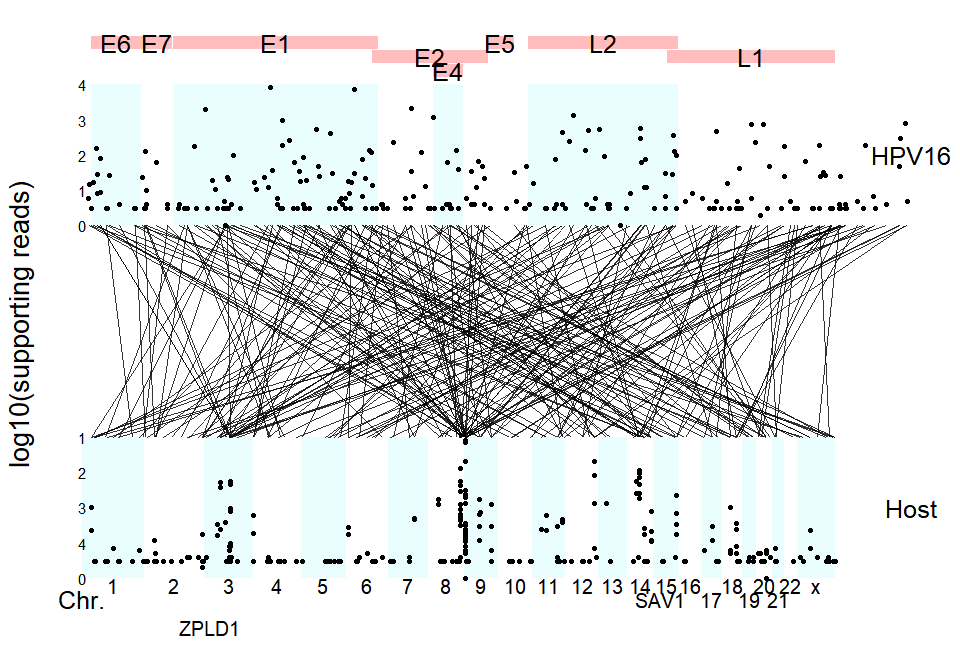 E6 E7 E1 E5 L2
E2 L1
E4
4
3
2
1
0
HPV16
log10(supporting reads)
1
2
3
4
0
Host
1 2 3 4 5 6 7 8 9 10 11 12 13 14 15 16 18 20 22 x
Chr. SAV1 17 19 21
ZPLD1